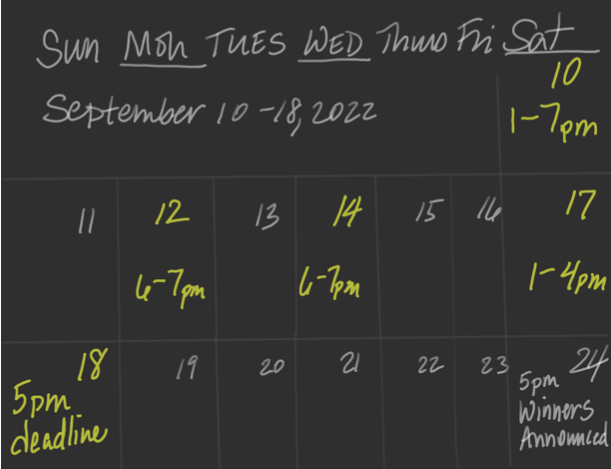 Sun Mon TUES WED Thurs Fri Sat
10
September 10-18, 2022
1-7pm
11 12 13 14 15 16 17
6-7pm 6-7pm 1-4pm
18 19 20 21 22 23 24
5pm
deadline
5pm
Winners
Announced